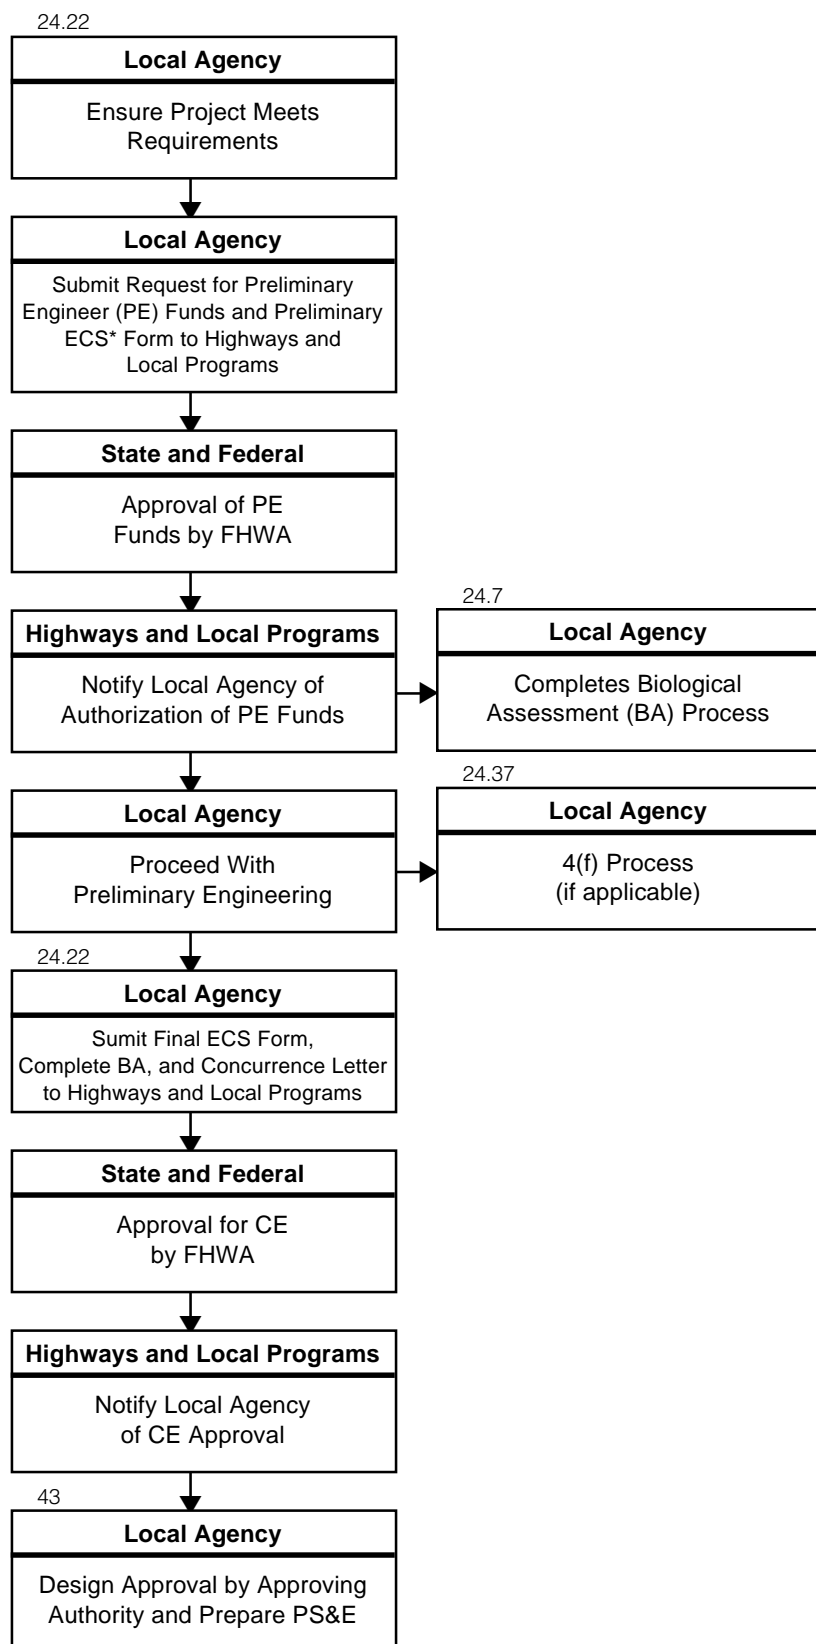 24.22
Local Agency
Ensure Project Meets
Requirements
Local Agency
Submit Request for Preliminary
Engineer (PE) Funds and Preliminary
ECS* Form to Highways and
Local Programs
State and Federal
Approval of PE
Funds by FHWA
Highways and Local Programs
Notify Local Agency of
Authorization of PE Funds
24.7
Local Agency
Completes Biological
Assessment (BA) Process
Local Agency
Proceed With
Preliminary Engineering
24.37
Local Agency
4(f) Process
(if applicable)
24.22
Local Agency
Sumit Final ECS Form,
Complete BA, and Concurrence Letter
to Highways and Local Programs
State and Federal
Approval for CE
by FHWA
Highways and Local Programs
Notify Local Agency
of CE Approval
43
Local Agency
Design Approval by Approving
Authority and Prepare PS&E